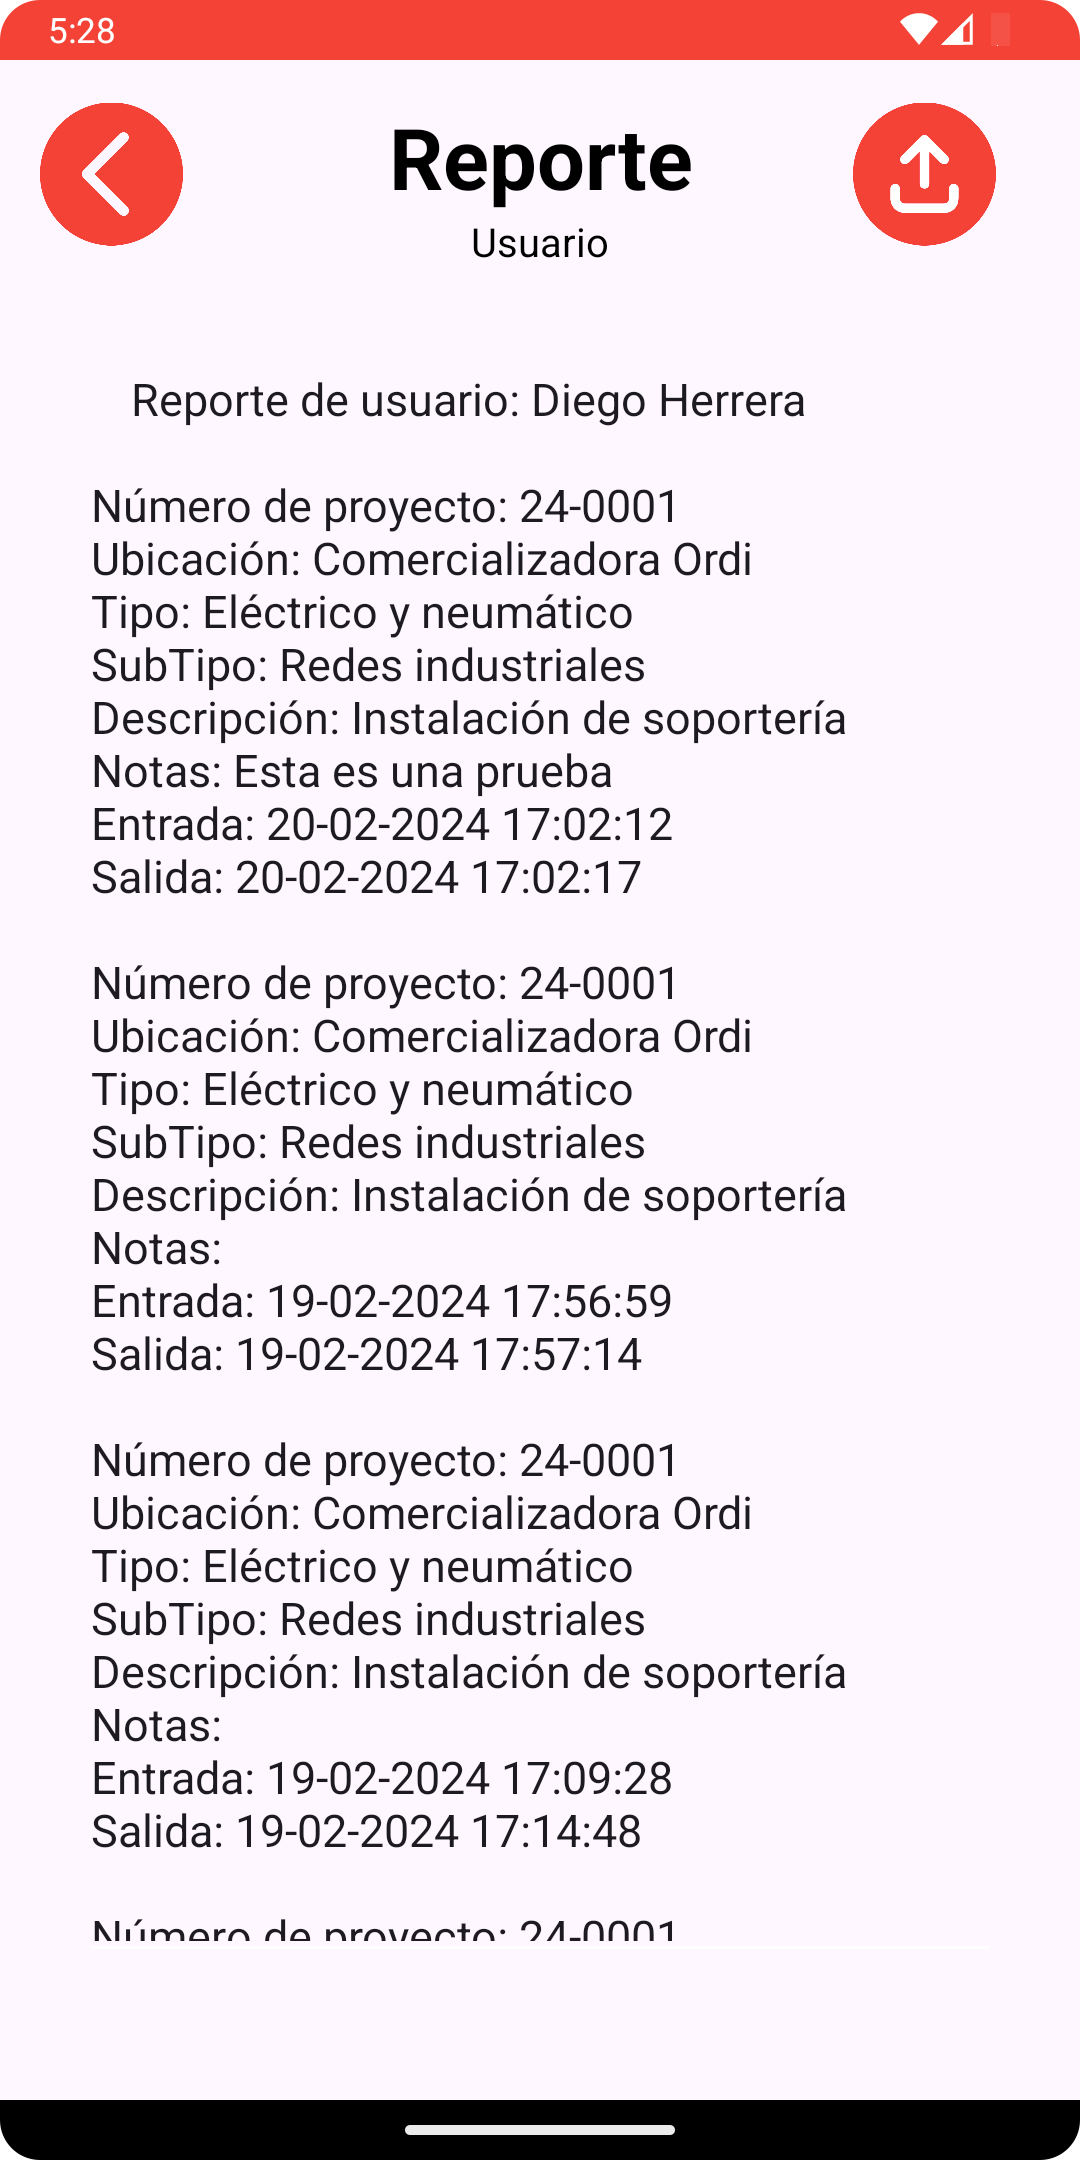 5:28
Reporte
Usuario
Reporte de usuario: Diego Herrera
Número de proyecto: 24-0001
Ubicación: Comercializadora Ordi
Tipo: Eléctrico y neumático
SubTipo: Redes industriales
Descripción: Instalación de soportería
Notas: Esta es una prueba
Entrada: 20-02-2024 17:02:12
Salida: 20-02-2024 17:02:17
Número de proyecto: 24-0001
Ubicación: Comercializadora Ordi
Tipo: Eléctrico y neumático
SubTipo: Redes industriales
Descripción: Instalación de soportería
Notas:
Entrada: 19-02-2024 17:56:59
Salida: 19-02-2024 17:57:14
Número de proyecto: 24-0001
Ubicación: Comercializadora Ordi
Tipo: Eléctrico y neumático
SubTipo: Redes industriales
Descripción: Instalación de soportería
Notas:
Entrada: 19-02-2024 17:09:28
Salida: 19-02-2024 17:14:48
Número de proyecto: 24-0001